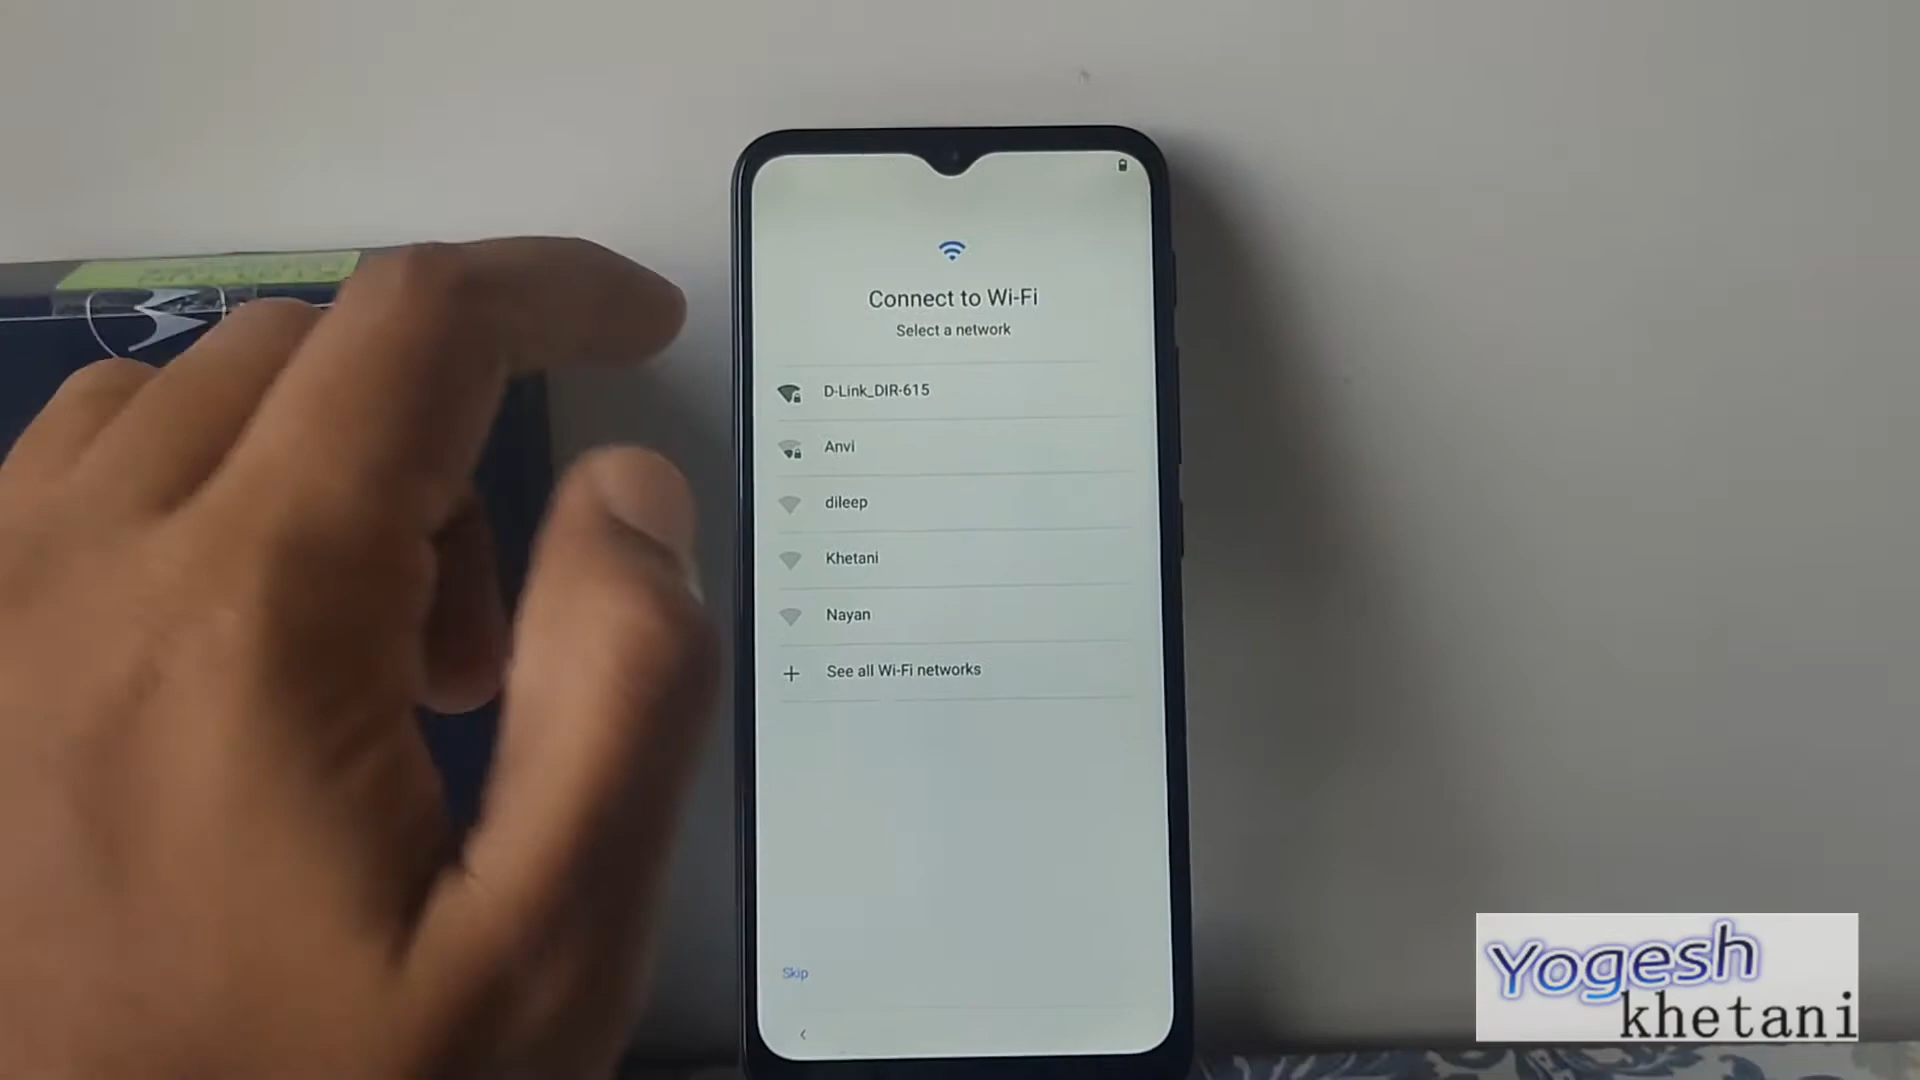 Connect to Wi-Fi
Select a network
D-Link_DIR-615
Anvi
dileep
Khetani
Nayan
See all Wi-Fi networks
Skip
Yogesh
khetani